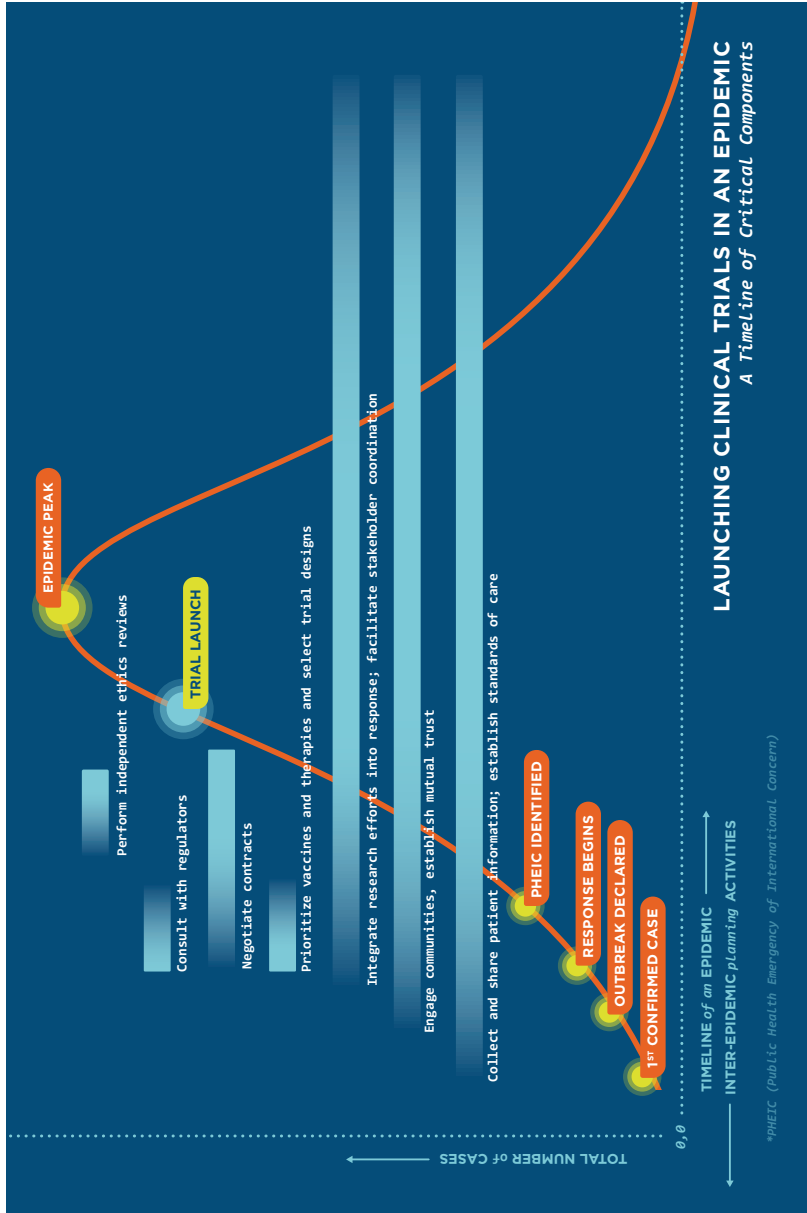 EPIDEMIC PEAK
Perform independent ethics reviews
TRIAL LAUNCH
Consult with regulators
Negotiate contracts
Prioritize vaccines and therapies and select trial designs
Integrate research efforts into response; facilitate stakeholder coordination
Engage communities, establish mutual trust
Collect and share patient information; establish standards of care
PHEIC IDENTIFIED
RESPONSE BEGINS
OUTBREAK DECLARED
1ST CONFIRMED CASE
TOTAL NUMBER of CASES
0,0
TIMELINE of an EPIDEMIC
INTER-EPIDEMIC planning ACTIVITIES
LAUNCHING CLINICAL TRIALS IN AN EPIDEMIC
A Timeline of Critical Components
*PHEIC (Public Health Emergency of International Concern)